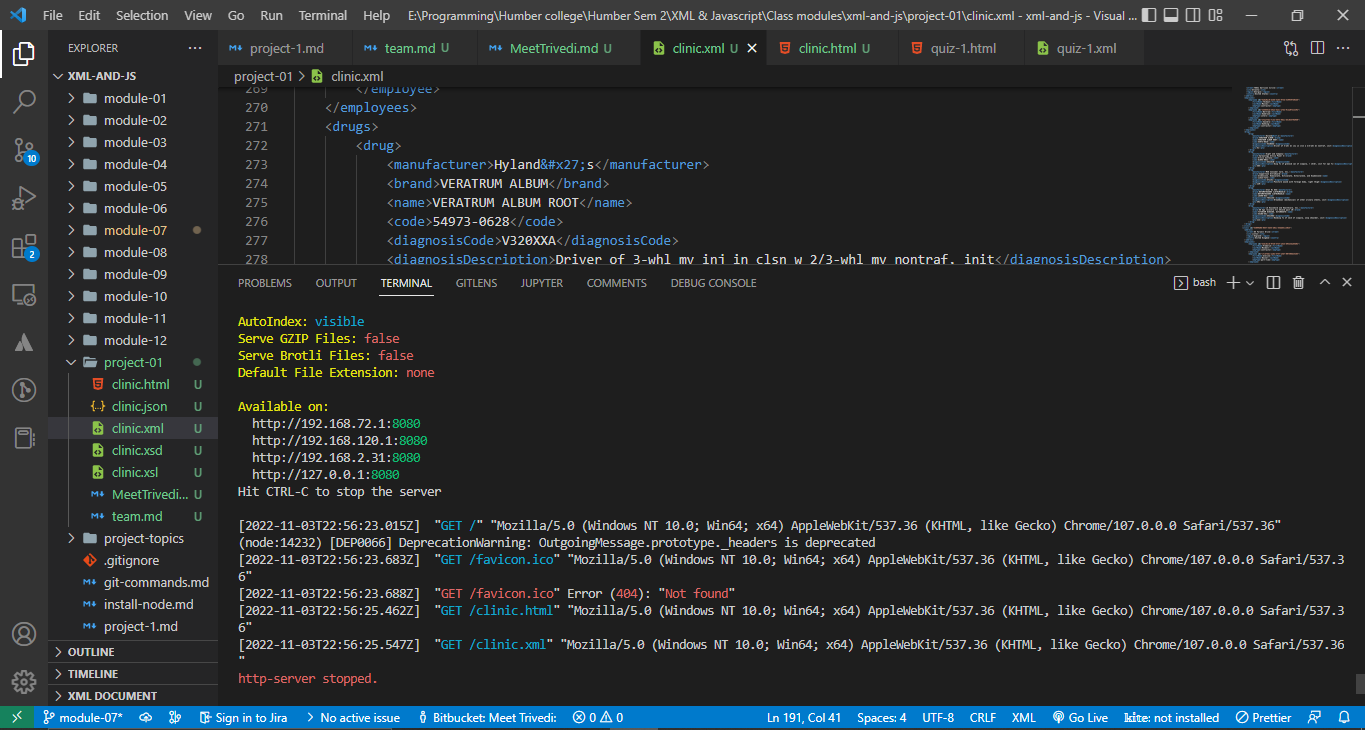 File Edit Selection View Go Run Terminal Help E:\Programming\Humber college\Humber Sem 2\XML & Javascript\Class modules\xml-and-js\project-01\clinic.xml - xml-and-js - Visual ...
EXPLORER ...
project-1.md team.md U MeetTrivedi.md U clinic.xml U clinic.html U quiz-1.html quiz-1.xml
XML-AND-JS
project-01 > clinic.xml
module-01
module-02
module-03
module-04
module-05
module-06
module-07
module-08
module-09
module-10
module-11
module-12
project-01
clinic.html U
clinic.json U
clinic.xml U
clinic.xsd U
clinic.xsl U
MeetTrivedi... U
team.md U
project-topics
.gitignore
git-commands.md
install-node.md
project-1.md
OUTLINE
TIMELINE
XML DOCUMENT
10
2
269 </employee>
270 </employees>
271 <drugs>
272 <drug>
273 <manufacturer>Hyland&#x27;s</manufacturer>
274 <brand>VERATRUM ALBUM</brand>
275 <name>VERATRUM ALBUM ROOT</name>
276 <code>54973-0628</code>
277 <diagnosisCode>V320XXA</diagnosisCode>
278 <diagnosisDescription>Driver of 3-whl mv inj in clsn w 2/3-whl mv nontraf, init</diagnosisDescription>
PROBLEMS OUTPUT TERMINAL GITLENS JUPYTER COMMENTS DEBUG CONSOLE bash
AutoIndex: visible
Serve GZIP Files: false
Serve Brotli Files: false
Default File Extension: none
Available on:
http://192.168.72.1:8080
http://192.168.120.1:8080
http://192.168.2.31:8080
http://127.0.0.1:8080
Hit CTRL-C to stop the server
[2022-11-03T22:56:23.015Z] "GET /" "Mozilla/5.0 (Windows NT 10.0; Win64; x64) AppleWebKit/537.36 (KHTML, like Gecko) Chrome/107.0.0.0 Safari/537.36"
(node:14232) [DEP0066] DeprecationWarning: OutgoingMessage.prototype._headers is deprecated
[2022-11-03T22:56:23.683Z] "GET /favicon.ico" "Mozilla/5.0 (Windows NT 10.0; Win64; x64) AppleWebKit/537.36 (KHTML, like Gecko) Chrome/107.0.0.0 Safari/537.3
6"
[2022-11-03T22:56:23.688Z] "GET /favicon.ico" Error (404): "Not found"
[2022-11-03T22:56:25.462Z] "GET /clinic.html" "Mozilla/5.0 (Windows NT 10.0; Win64; x64) AppleWebKit/537.36 (KHTML, like Gecko) Chrome/107.0.0.0 Safari/537.3
6"
[2022-11-03T22:56:25.547Z] "GET /clinic.xml" "Mozilla/5.0 (Windows NT 10.0; Win64; x64) AppleWebKit/537.36 (KHTML, like Gecko) Chrome/107.0.0.0 Safari/537.36
"
http-server stopped.
module-07* Sign in to Jira No active issue Bitbucket: Meet Trivedi: 0 0 Ln 191, Col 41 Spaces: 4 UTF-8 CRLF XML Go Live kite: not installed Prettier